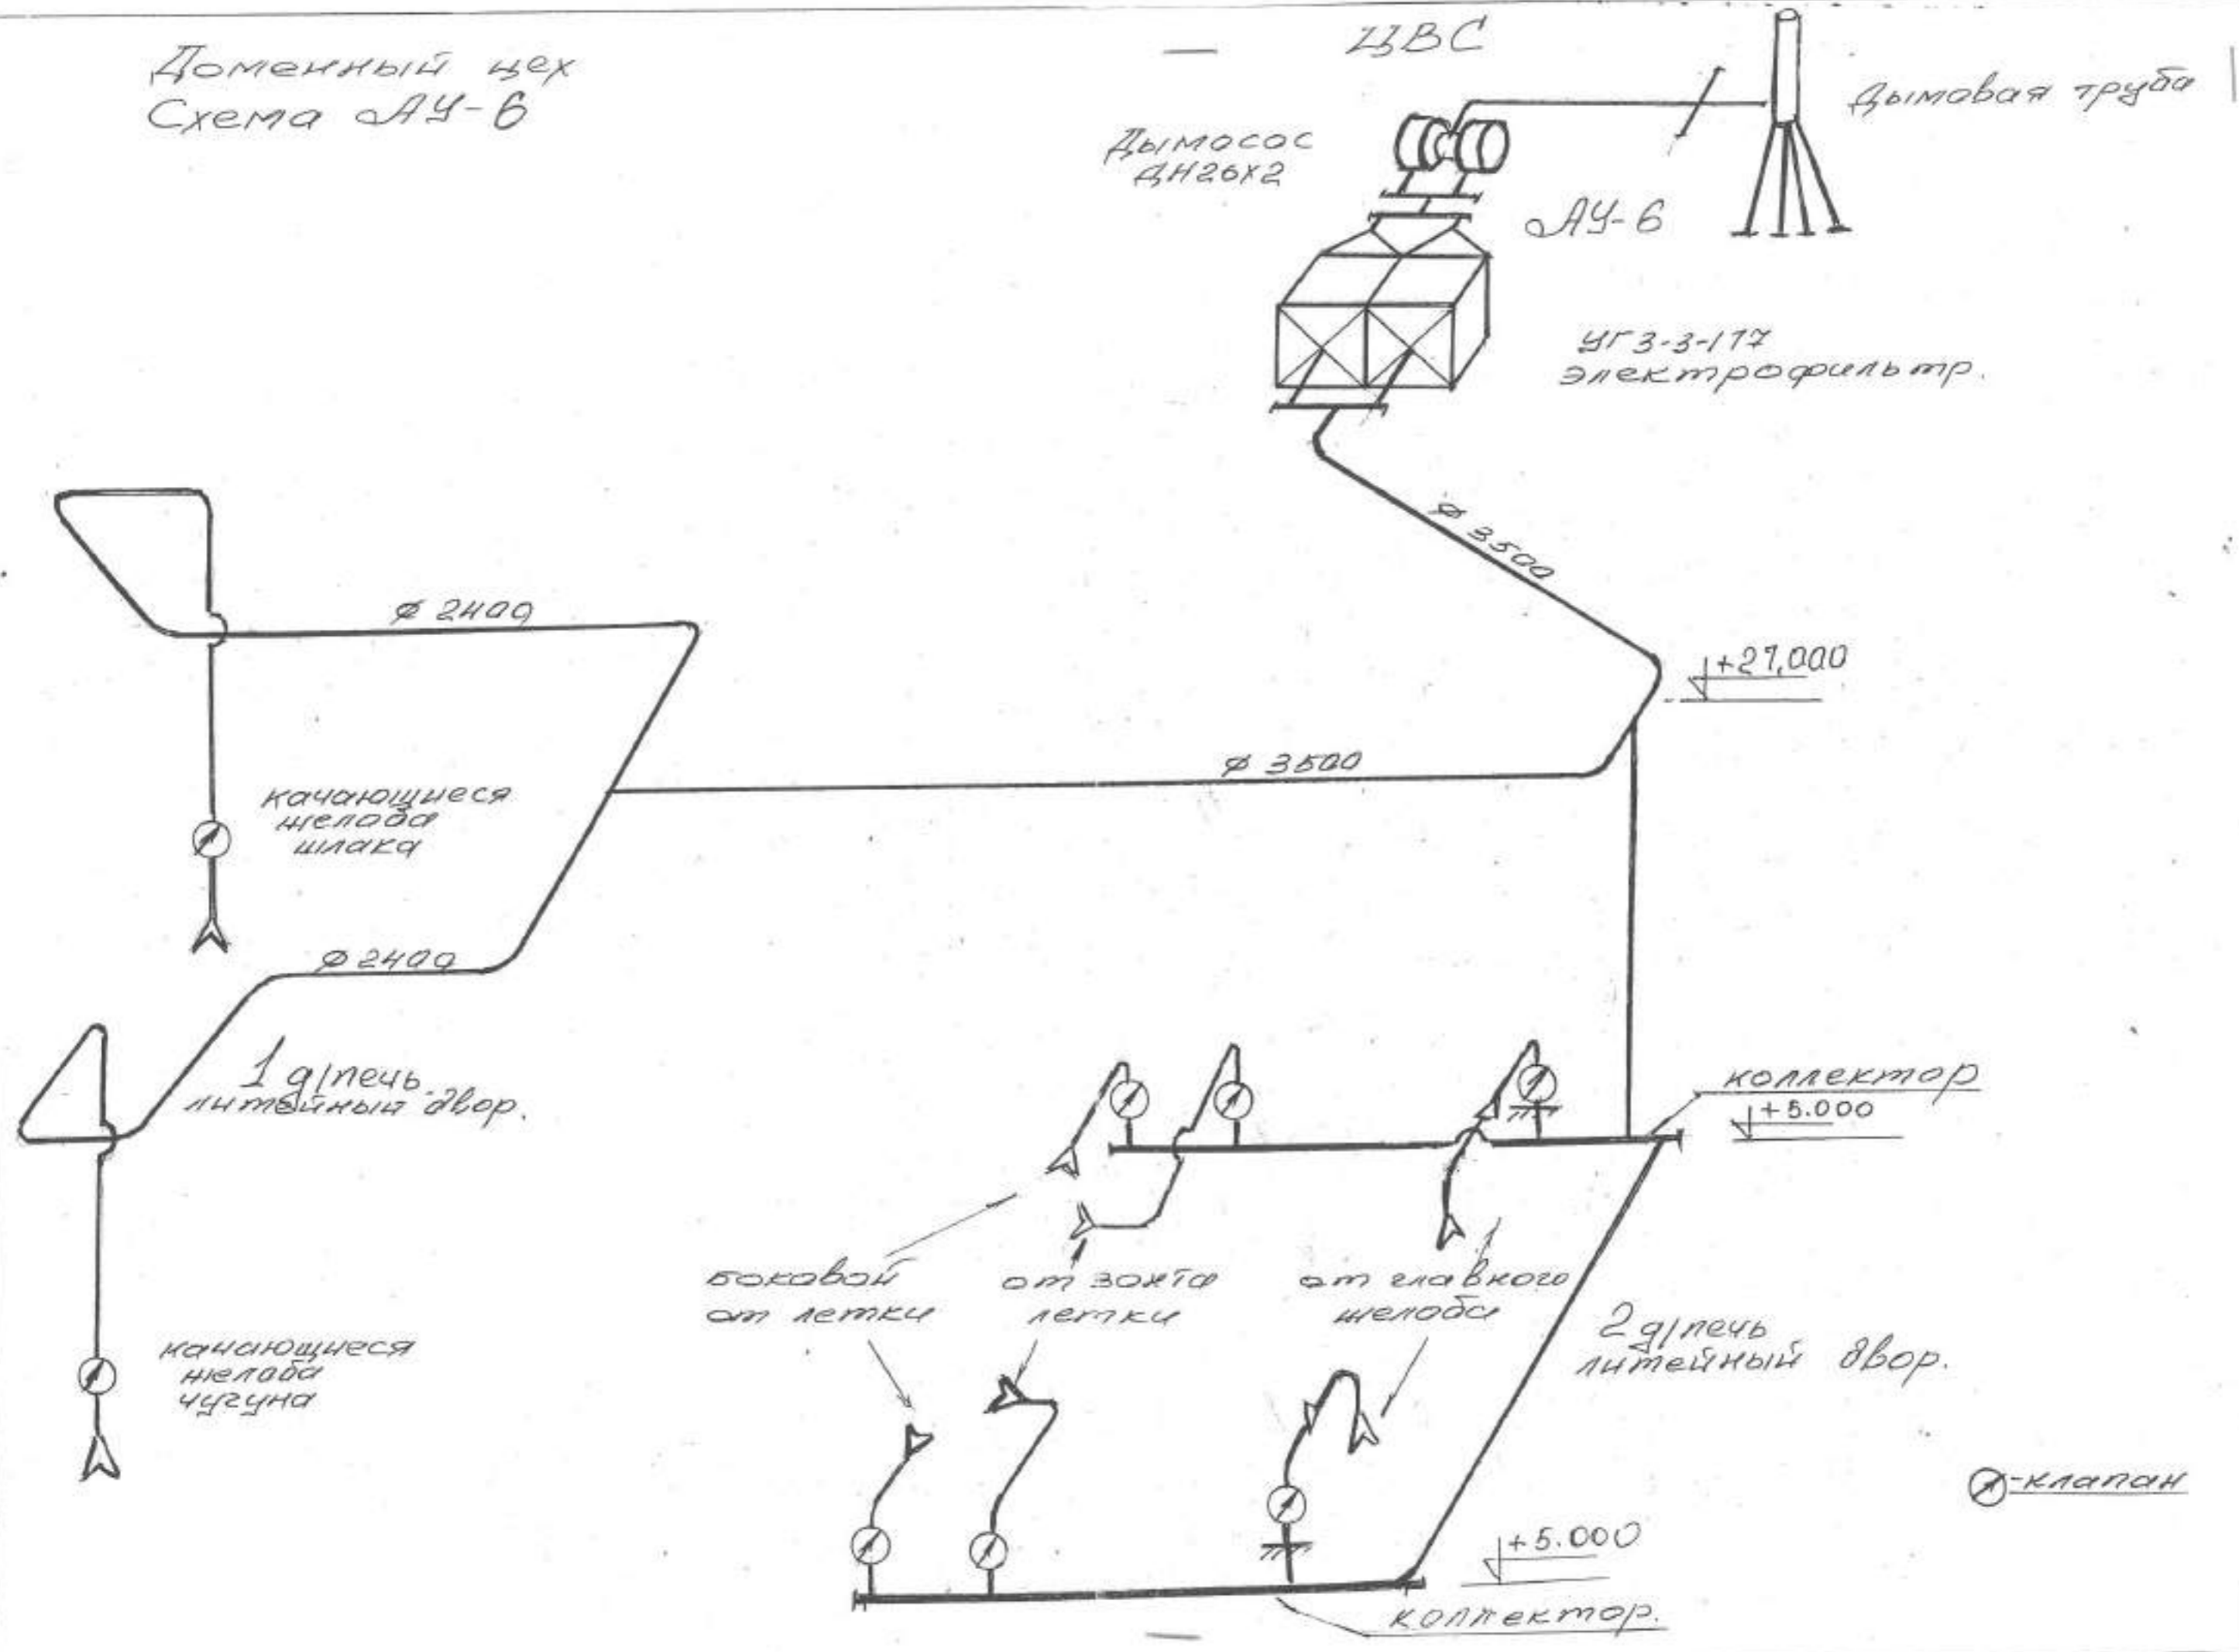 Доменный цех
Схема АУ-6
ЦВС
Дымовая труба
Дымосос
ДН26х2
АУ-6
УГ3-3-177
электрофильтр.
ø 3500
ø 2400
+27,000
ø 3500
качающиеся
желоба
шлака
ø 2400
1 д/печь
литейный двор.
коллектор
+5.000
боковой
от летки
от зонта
летки
от главного
желоба
2 д/печь
литейный двор.
качающиеся
желоба
чугуна
-клапан
+5.000
коллектор.